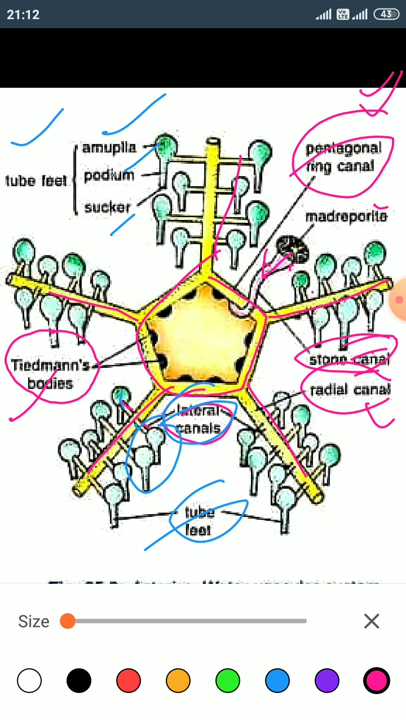 21:12
43
amuplla
podium
tube feet
sucker
pentagonal
ring canal
madreporite
Tiedmann's
bodies
stone canal
radial canal
lateral
canals
tube
feet
Size